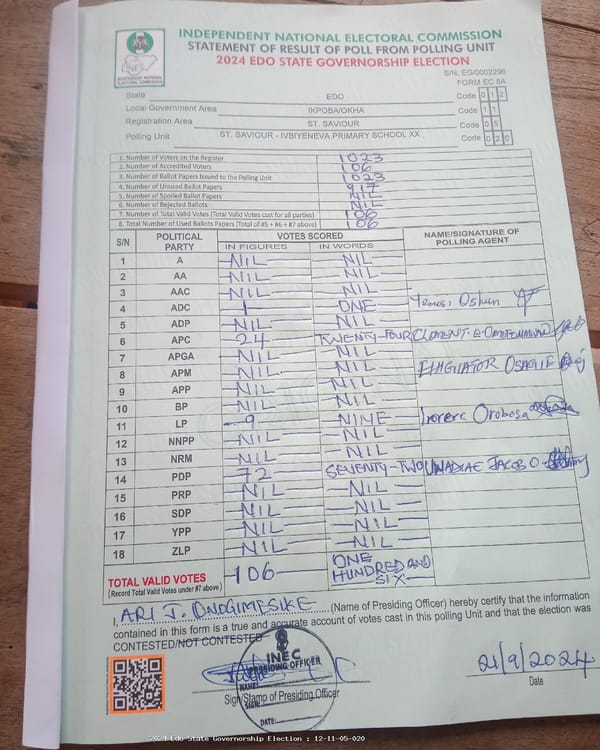 INDEPENDENT NATIONAL ELECTORAL COMMISSION
STATEMENT OF RESULT OF POLL FROM POLLING UNIT
2024 EDO STATE GOVERNORSHIP ELECTION
S/N: EG/0002296
FORM EC 8A
State EDO Code 0 1 2
Local Government Area IKPOBA/OKHA Code 1 1
Registration Area ST. SAVIOUR Code 0 5
Polling Unit ST. SAVIOUR - IVBIYENEVA PRIMARY SCHOOL XX , Code 0 2 0
1. Number of Voters on the Register 1023
2. Number of Accredited Voters 106
3. Number of Ballot Papers Issued to the Polling Unit 1023
4. Number of Unused Ballot Papers 917
5. Number of Spoiled Ballot Papers NIL
6. Number of Rejected Ballots NIL
7. Number of Total Valid Votes (Total Valid Votes cast for all parties) 106
8. Total Number of Used Ballots Papers (Total of #5 + #6 + #7 above) 106
S/N POLITICAL PARTY VOTES SCORED NAME/SIGNATURE OF POLLING AGENT
IN FIGURES IN WORDS
1 A NIL NIL
2 AA NIL NIL
3 AAC NIL NIL
4 ADC 1 ONE Yemisi Oshun
5 ADP NIL NIL
6 APC 24 TWENTY-FOUR CLEMENT
7 APGA NIL NIL
8 APM NIL NIL OSAGIE
9 APP NIL NIL
10 BP NIL NIL
11 LP 9 NINE Orobosa
12 NNPP NIL NIL
13 NRM NIL NIL
14 PDP 72 SEVENTY-TWO JACOB O
15 PRP NIL NIL
16 SDP NIL NIL
17 YPP NIL NIL
18 ZLP NIL NIL
TOTAL VALID VOTES 106 ONE HUNDRED AND SIX
(Record Total Valid Votes under #7 above)
I, ARI J. ONOGIMESIKE (Name of Presiding Officer) hereby certify that the information
contained in this form is a true and accurate account of votes cast in this polling Unit and that the election was
CONTESTED/NOT CONTESTED
INEC
PRESIDING OFFICER
NAME:
SIGN:
DATE:
Sign/Stamp of Presiding Officer
21/9/2024
Date
2024 Edo State Governorship Election : 12-11-05-020